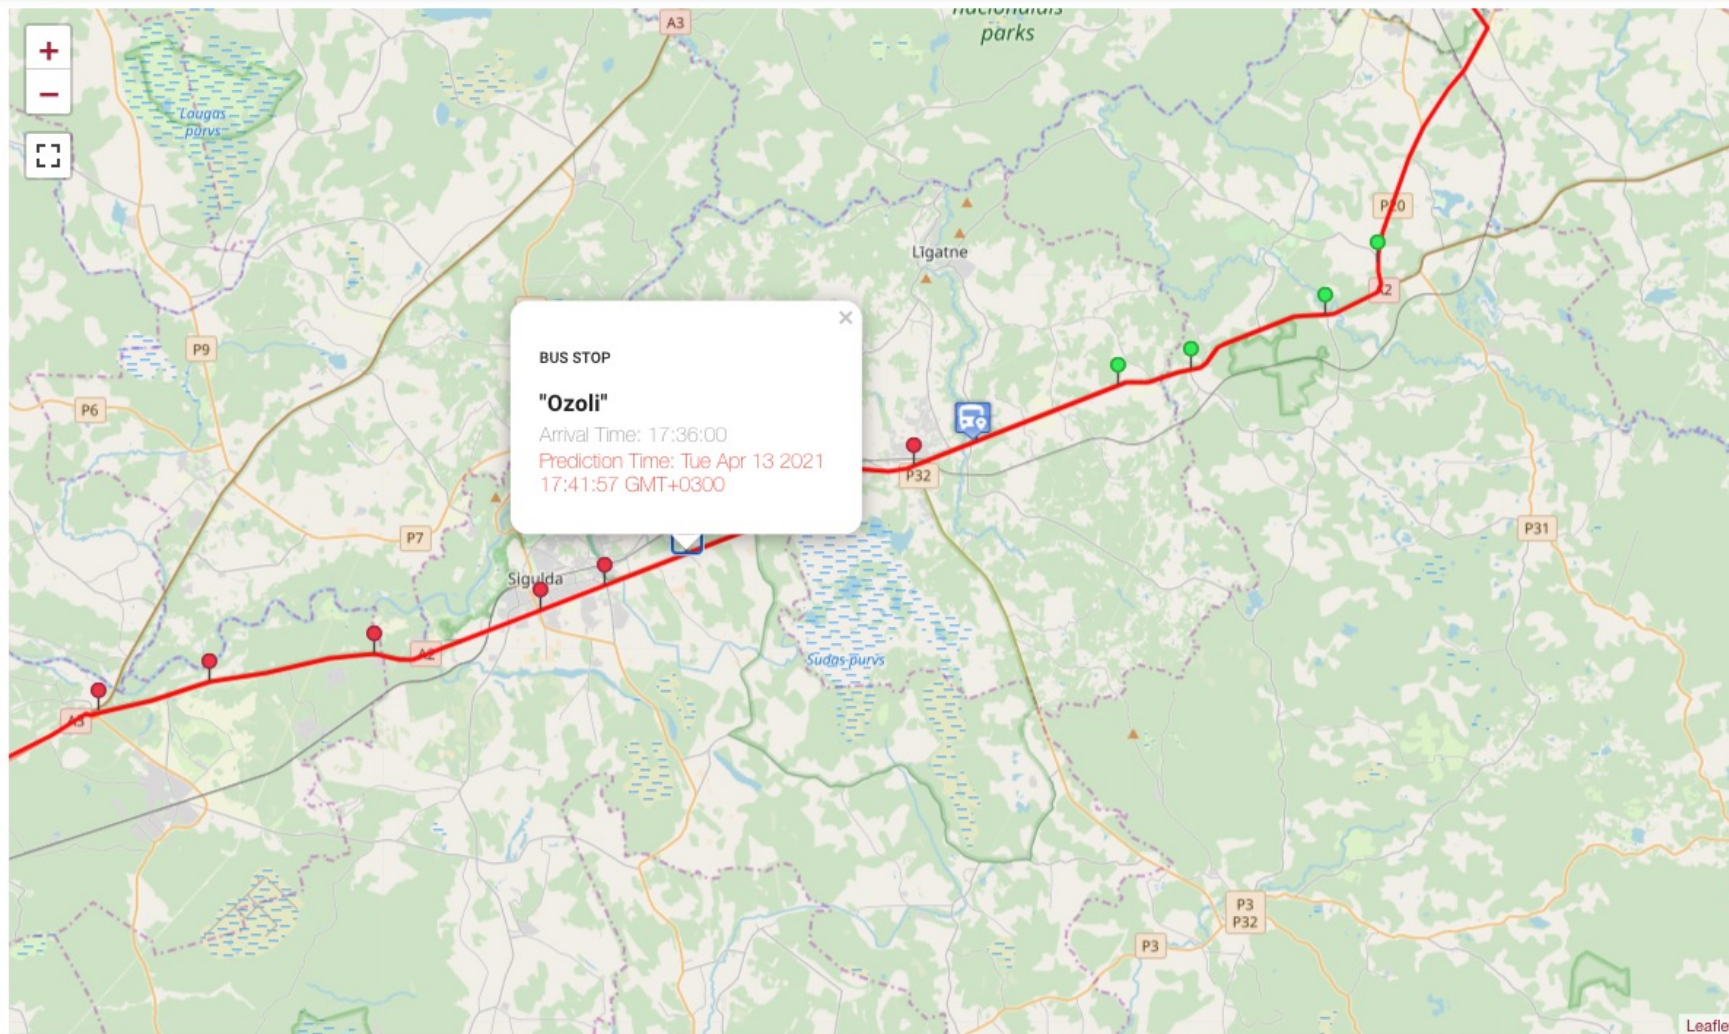 nacionālais
parks
A3
+
−
Laugas
purvs
P20
Līgatne
A2
P9
×
BUS STOP
"Ozoli"
Arrival Time: 17:36:00
Prediction Time: Tue Apr 13 2021
17:41:57 GMT+0300
P6
P32
P31
P7
Sigulda
A2
Sudas purvs
A3
P3
P32
P3
Leafle